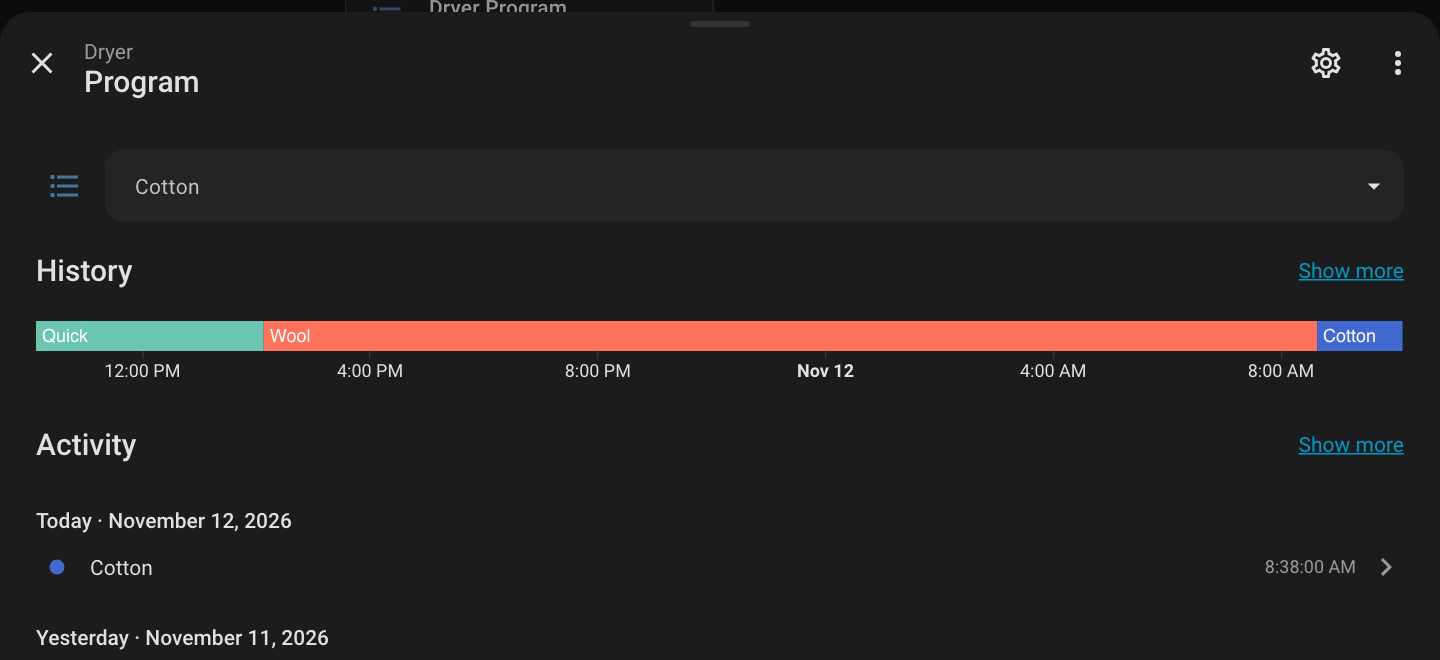 Dryer Program
Dryer
Program
Cotton
History
Show more
Quick
Wool
Cotton
12:00 PM
4:00 PM
8:00 PM
Nov 12
4:00 AM
8:00 AM
Activity
Show more
Today · November 12, 2026
Cotton
8:38:00 AM
Yesterday · November 11, 2026